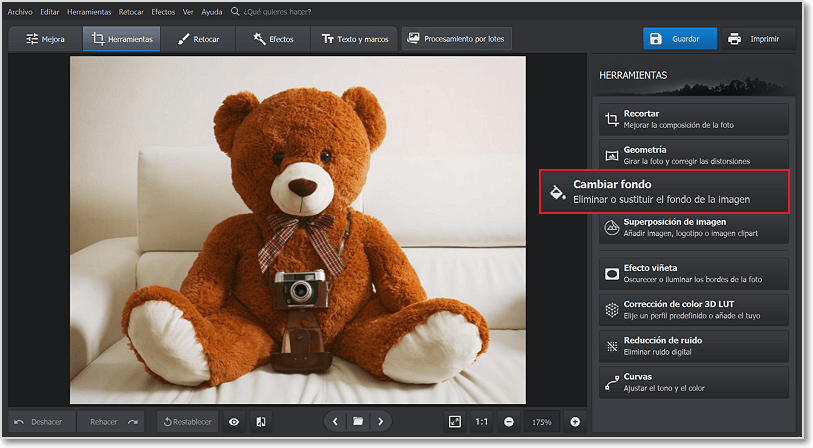 Archivo Editar Herramientas Retocar Efectos Ver Ayuda ¿Qué quieres hacer?
Mejora Herramientas Retocar Efectos Texto y marcos Procesamiento por lotes Guardar Imprimir
HERRAMIENTAS
Recortar
Mejorar la composición de la foto
Geometría
Girar la foto y corregir las distorsiones
Cambiar fondo
Eliminar o sustituir el fondo de la imagen
Superposición de imagen
Añadir imagen, logotipo o imagen clipart
Efecto viñeta
Oscurecer o iluminar los bordes de la foto
Corrección de color 3D LUT
Elije un perfil predefinido o añade el tuyo
Reducción de ruido
Eliminar ruido digital
Curvas
Ajustar el tono y el color
Deshacer Rehacer Restablecer 1:1 175%